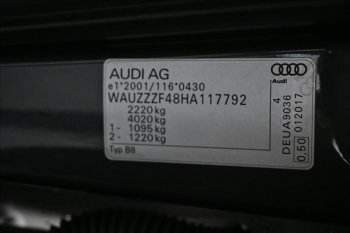 AUDI AG
e1*2001/116*0430
WAUZZZF48HA117792
2220 kg
4020 kg
1- 1095 kg
2- 1220 kg
Typ B8
Audi
4
DEUA9036
0,50 012017